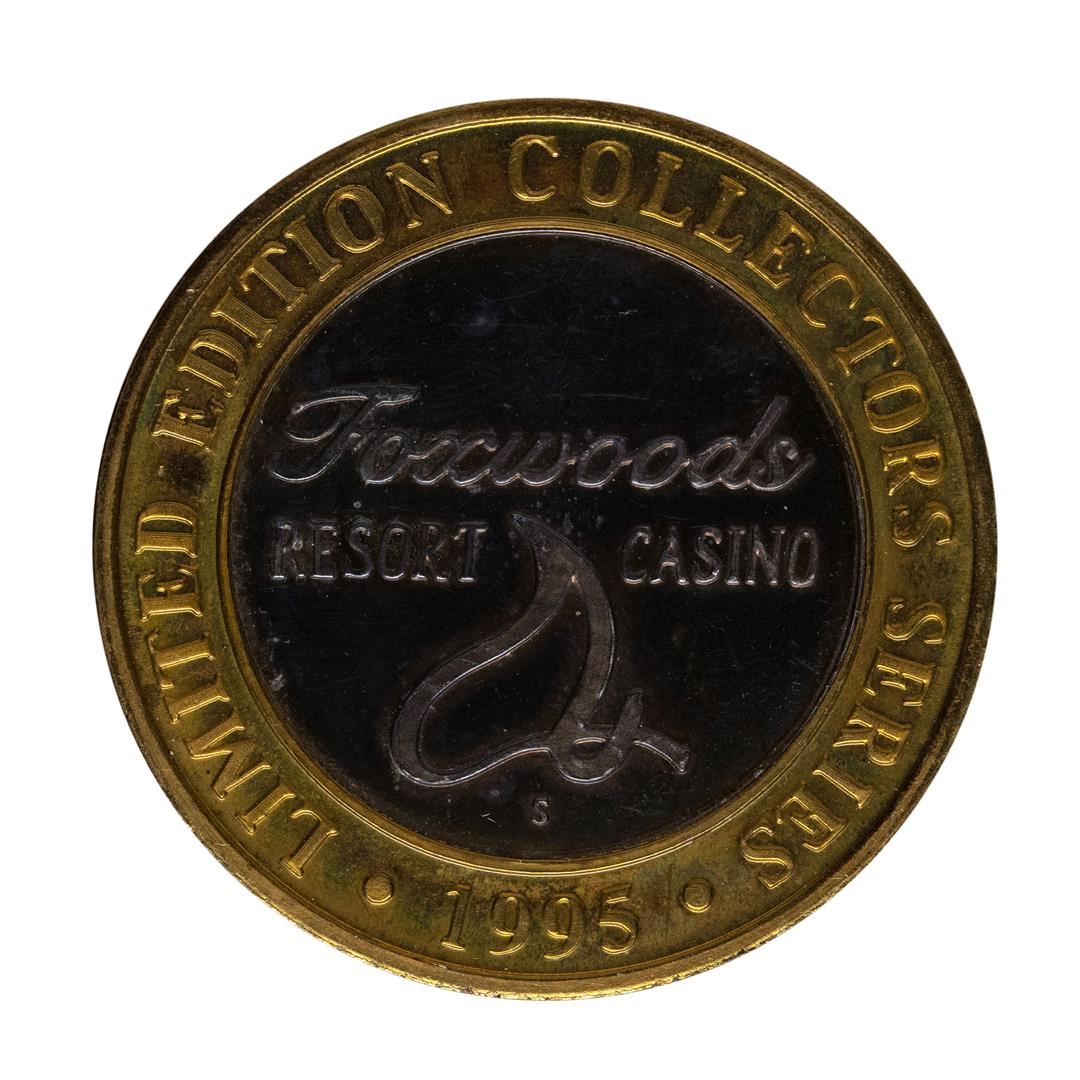 LIMITED EDITION COLLECTORS SERIES
Foxwoods
RESORT CASINO
S
• 1995 •